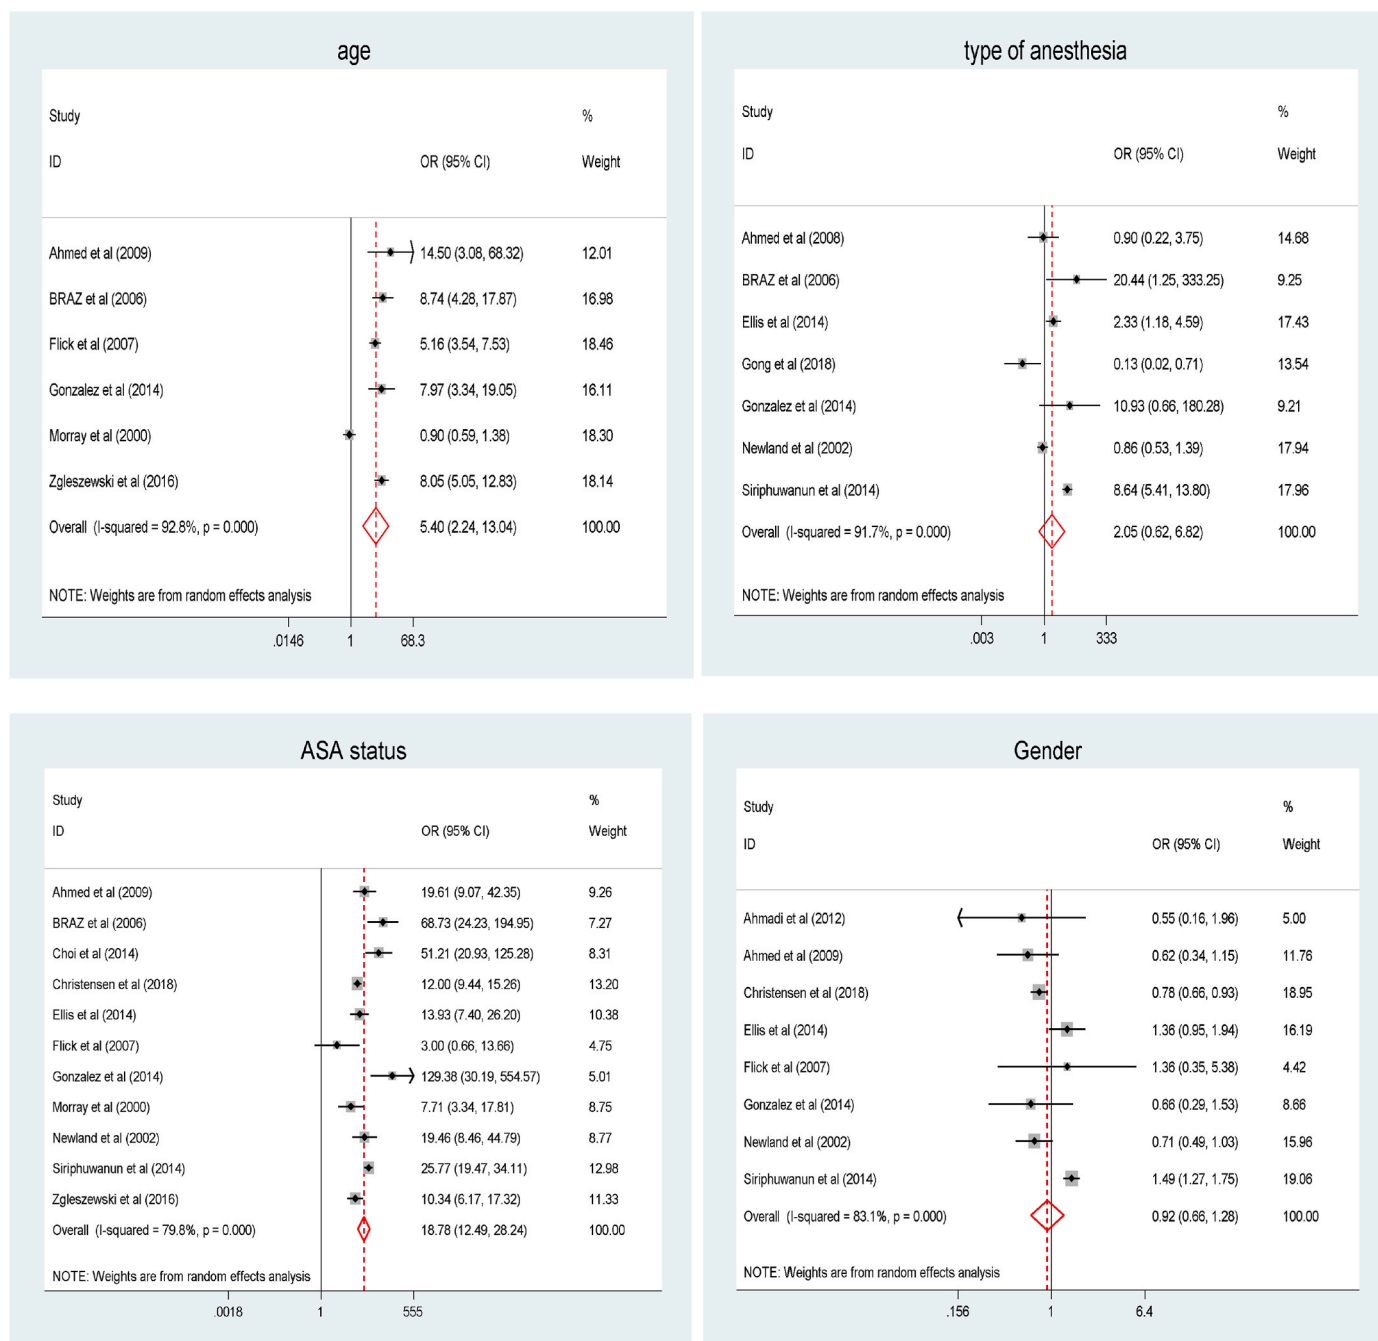 age
Study %
ID OR (95% CI) Weight
Ahmed et al (2009) 14.50 (3.08, 68.32) 12.01
BRAZ et al (2006) 8.74 (4.28, 17.87) 16.98
Flick et al (2007) 5.16 (3.54, 7.53) 18.46
Gonzalez et al (2014) 7.97 (3.34, 19.05) 16.11
Morray et al (2000) 0.90 (0.59, 1.38) 18.30
Zgleszewski et al (2016) 8.05 (5.05, 12.83) 18.14
Overall (I-squared = 92.8%, p = 0.000) 5.40 (2.24, 13.04) 100.00
NOTE: Weights are from random effects analysis
.0146 1 68.3
type of anesthesia
Study %
ID OR (95% CI) Weight
Ahmed et al (2008) 0.90 (0.22, 3.75) 14.68
BRAZ et al (2006) 20.44 (1.25, 333.25) 9.25
Ellis et al (2014) 2.33 (1.18, 4.59) 17.43
Gong et al (2018) 0.13 (0.02, 0.71) 13.54
Gonzalez et al (2014) 10.93 (0.66, 180.28) 9.21
Newland et al (2002) 0.86 (0.53, 1.39) 17.94
Siriphuwanun et al (2014) 8.64 (5.41, 13.80) 17.96
Overall (I-squared = 91.7%, p = 0.000) 2.05 (0.62, 6.82) 100.00
NOTE: Weights are from random effects analysis
.003 1 333
ASA status
Study %
ID OR (95% CI) Weight
Ahmed et al (2009) 19.61 (9.07, 42.35) 9.26
BRAZ et al (2006) 68.73 (24.23, 194.95) 7.27
Choi et al (2014) 51.21 (20.93, 125.28) 8.31
Christensen et al (2018) 12.00 (9.44, 15.26) 13.20
Ellis et al (2014) 13.93 (7.40, 26.20) 10.38
Flick et al (2007) 3.00 (0.66, 13.66) 4.75
Gonzalez et al (2014) 129.38 (30.19, 554.57) 5.01
Morray et al (2000) 7.71 (3.34, 17.81) 8.75
Newland et al (2002) 19.46 (8.46, 44.79) 8.77
Siriphuwanun et al (2014) 25.77 (19.47, 34.11) 12.98
Zgleszewski et al (2016) 10.34 (6.17, 17.32) 11.33
Overall (I-squared = 79.8%, p = 0.000) 18.78 (12.49, 28.24) 100.00
NOTE: Weights are from random effects analysis
.0018 1 555
Gender
Study %
ID OR (95% CI) Weight
Ahmadi et al (2012) 0.55 (0.16, 1.96) 5.00
Ahmed et al (2009) 0.62 (0.34, 1.15) 11.76
Christensen et al (2018) 0.78 (0.66, 0.93) 18.95
Ellis et al (2014) 1.36 (0.95, 1.94) 16.19
Flick et al (2007) 1.36 (0.35, 5.38) 4.42
Gonzalez et al (2014) 0.66 (0.29, 1.53) 8.66
Newland et al (2002) 0.71 (0.49, 1.03) 15.96
Siriphuwanun et al (2014) 1.49 (1.27, 1.75) 19.06
Overall (I-squared = 83.1%, p = 0.000) 0.92 (0.66, 1.28) 100.00
NOTE: Weights are from random effects analysis
.156 1 6.4